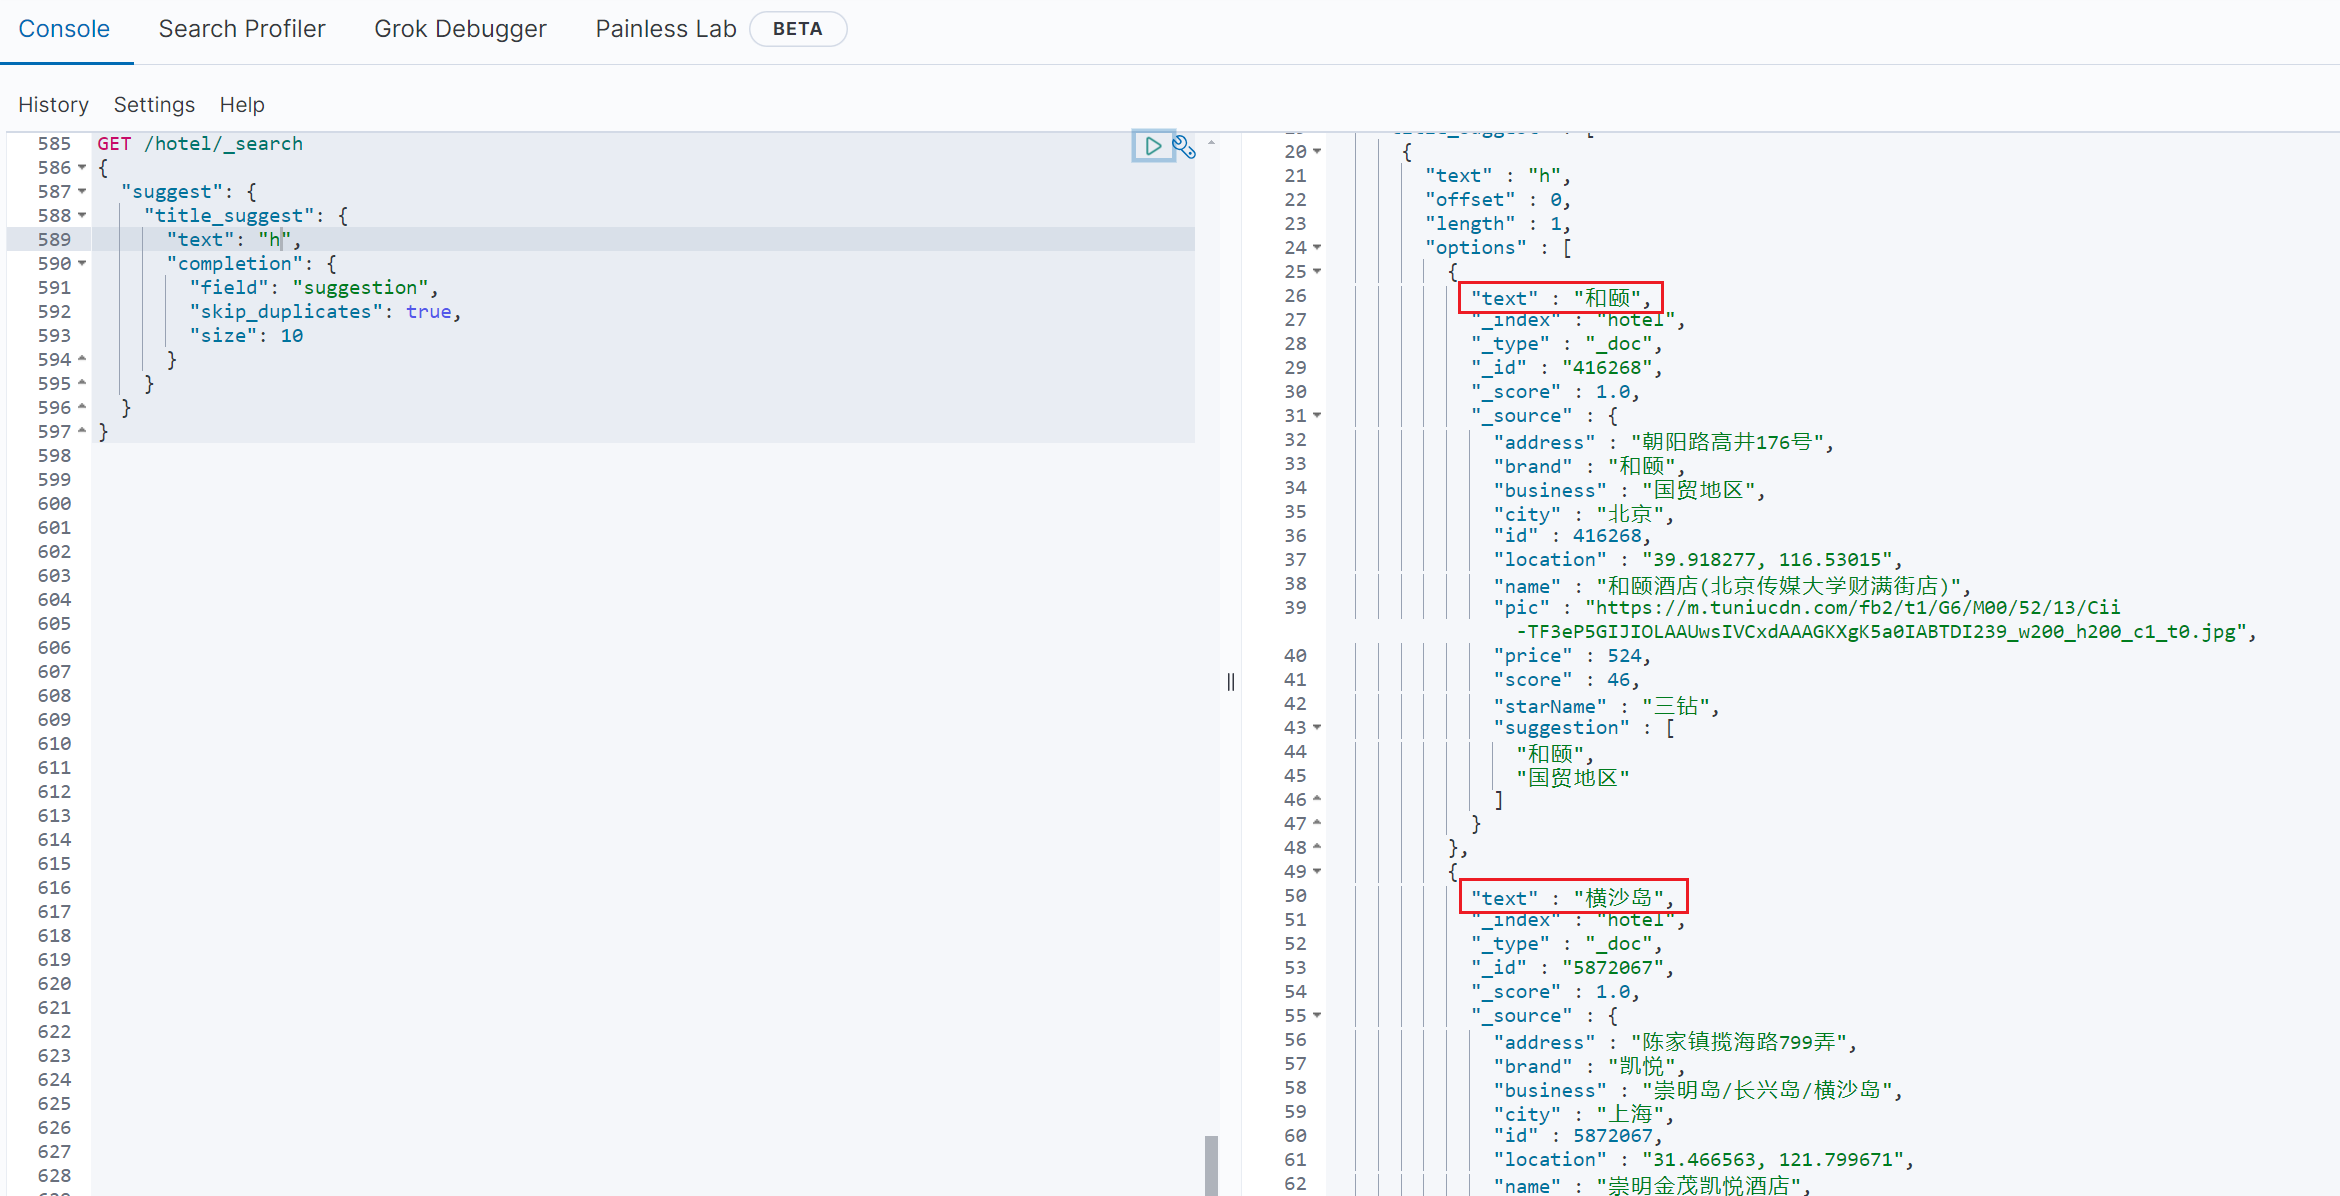 Console Search Profiler Grok Debugger Painless Lab BETA
History Settings Help
585 GET /hotel/_search
586 {
587 "suggest": {
588 "title_suggest": {
589 "text": "h",
590 "completion": {
591 "field": "suggestion",
592 "skip_duplicates": true,
593 "size": 10
594 }
595 }
596 }
597 }
598
599
600
601
602
603
604
605
606
607
608
609
610
611
612
613
614
615
616
617
618
619
620
621
622
623
624
625
626
627
628
20 {
21 "text" : "h",
22 "offset" : 0,
23 "length" : 1,
24 "options" : [
25 {
26 "text" : "和颐",
27 "_index" : "hotel",
28 "_type" : "_doc",
29 "_id" : "416268",
30 "_score" : 1.0,
31 "_source" : {
32 "address" : "朝阳路高井176号",
33 "brand" : "和颐",
34 "business" : "国贸地区",
35 "city" : "北京",
36 "id" : 416268,
37 "location" : "39.918277, 116.53015",
38 "name" : "和颐酒店(北京传媒大学财满街店)",
39 "pic" : "https://m.tuniucdn.com/fb2/t1/G6/M00/52/13/Cii
-TF3eP5GIJIOLAAUwsIVCxdAAAGKXgK5a0IABTDI239_w200_h200_c1_t0.jpg",
40 "price" : 524,
41 "score" : 46,
42 "starName" : "三钻",
43 "suggestion" : [
44 "和颐",
45 "国贸地区"
46 ]
47 }
48 },
49 {
50 "text" : "横沙岛",
51 "_index" : "hotel",
52 "_type" : "_doc",
53 "_id" : "5872067",
54 "_score" : 1.0,
55 "_source" : {
56 "address" : "陈家镇揽海路799弄",
57 "brand" : "凯悦",
58 "business" : "崇明岛/长兴岛/横沙岛",
59 "city" : "上海",
60 "id" : 5872067,
61 "location" : "31.466563, 121.799671",
62 "name" : "崇明金茂凯悦酒店",